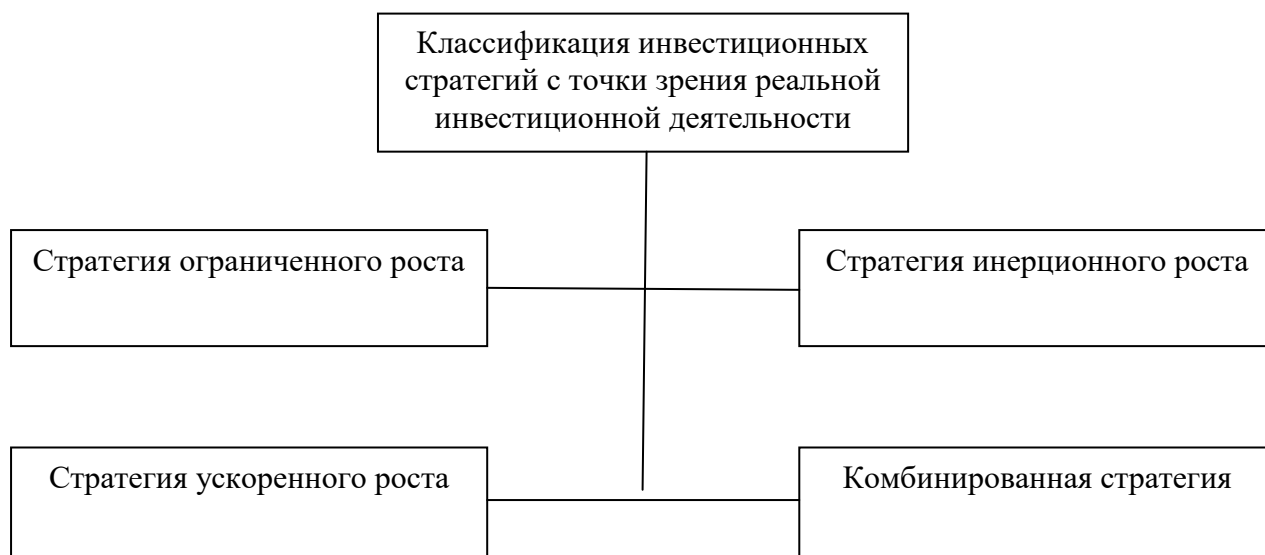 Классификация инвестиционных
стратегий с точки зрения реальной
инвестиционной деятельности
Стратегия ограниченного роста
Стратегия инерционного роста
Стратегия ускоренного роста
Комбинированная стратегия